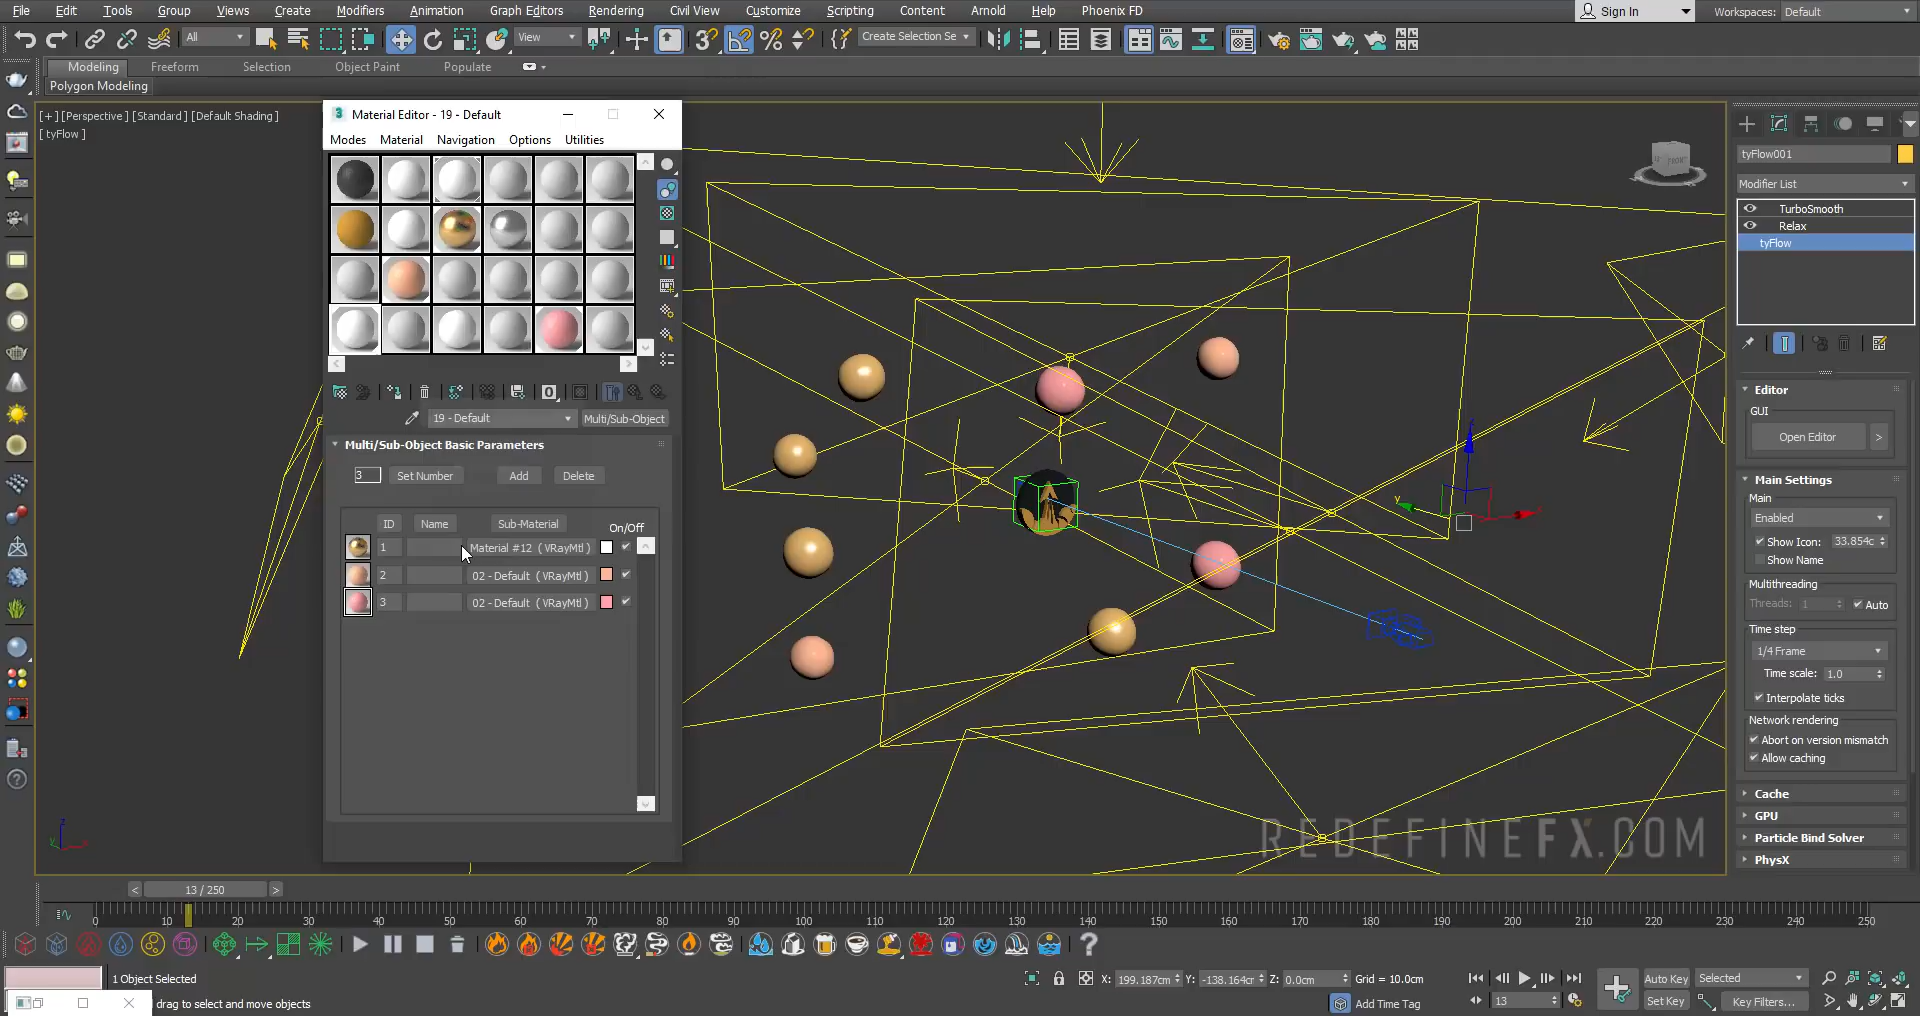 File Edit Tools Group Views Create Modifiers Animation Graph Editors Rendering Civil View Customize Scripting Content Arnold Help Phoenix FD Sign In Workspaces: Default
All View Create Selection Se
Modeling Freeform Selection Object Paint Populate
Polygon Modeling
[+] [Perspective] [Standard] [Default Shading]
[tyFlow]
3 Material Editor - 19 - Default
Modes Material Navigation Options Utilities
19 - Default Multi/Sub-Object
Multi/Sub-Object Basic Parameters
3 Set Number Add Delete
ID Name Sub-Material On/Off
1 Material #12 (VRayMtl)
2 02 - Default (VRayMtl)
3 02 - Default (VRayMtl)
FRONT
y
z
x
REDEFINEFX.COM
tyFlow001
Modifier List
TurboSmooth
Relax
tyFlow
Editor
GUI
Open Editor >
Main Settings
Main
Enabled
Show Icon: 33.854c
Show Name
Multithreading
Threads: 1 Auto
Time step
1/4 Frame
Time scale: 1.0
Interpolate ticks
Network rendering
Abort on version mismatch
Allow caching
Cache
GPU
Particle Bind Solver
PhysX
< 13 / 250 >
0 10 20 30 40 50 60 70 80 90 100 110 120 130 140 150 160 170 180 190 200 210 220 230 240 250
1 Object Selected X: 199.187cm Y: -138.164cm Z: 0.0cm Grid = 10.0cm Auto Key Selected
drag to select and move objects Add Time Tag 13 Set Key Key Filters...